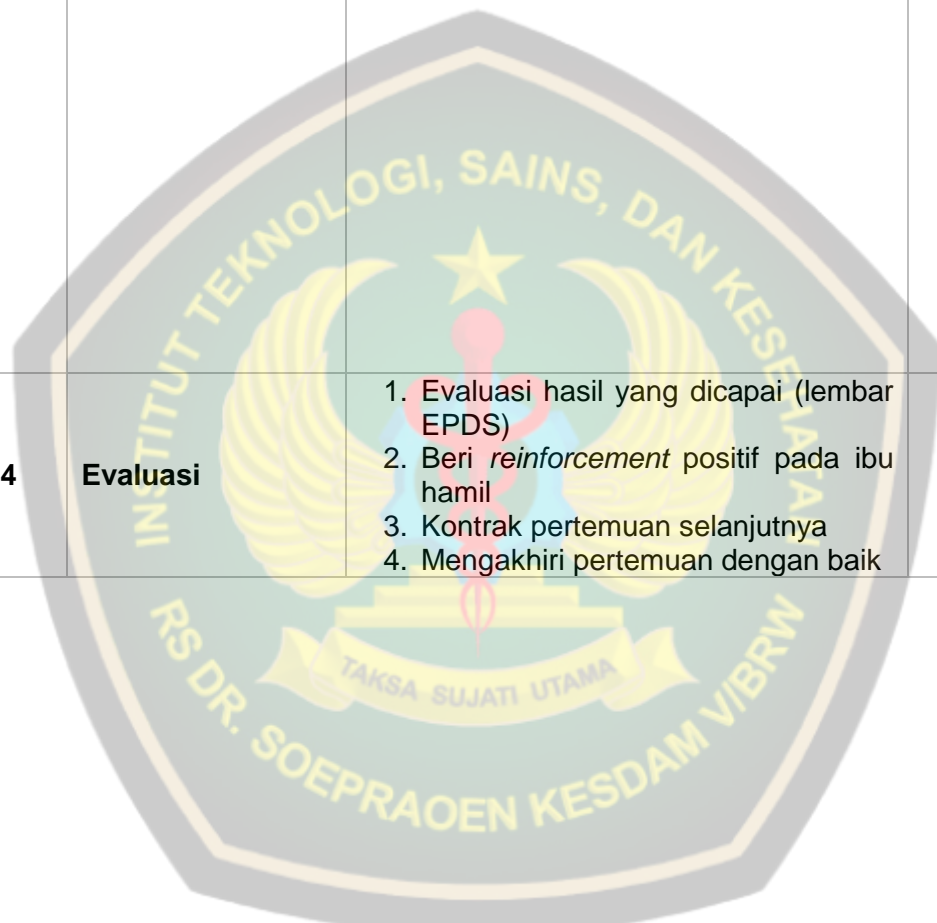 INSTITUT TEKNOLOGI, SAINS, DAN KESEHATAN
4
Evaluasi
1. Evaluasi hasil yang dicapai (lembar
EPDS)
2. Beri reinforcement positif pada ibu
hamil
3. Kontrak pertemuan selanjutnya
4. Mengakhiri pertemuan dengan baik
TAKSA SUJATI UTAMA
RS DR. SOEPRAOEN KESDAM V/BRW